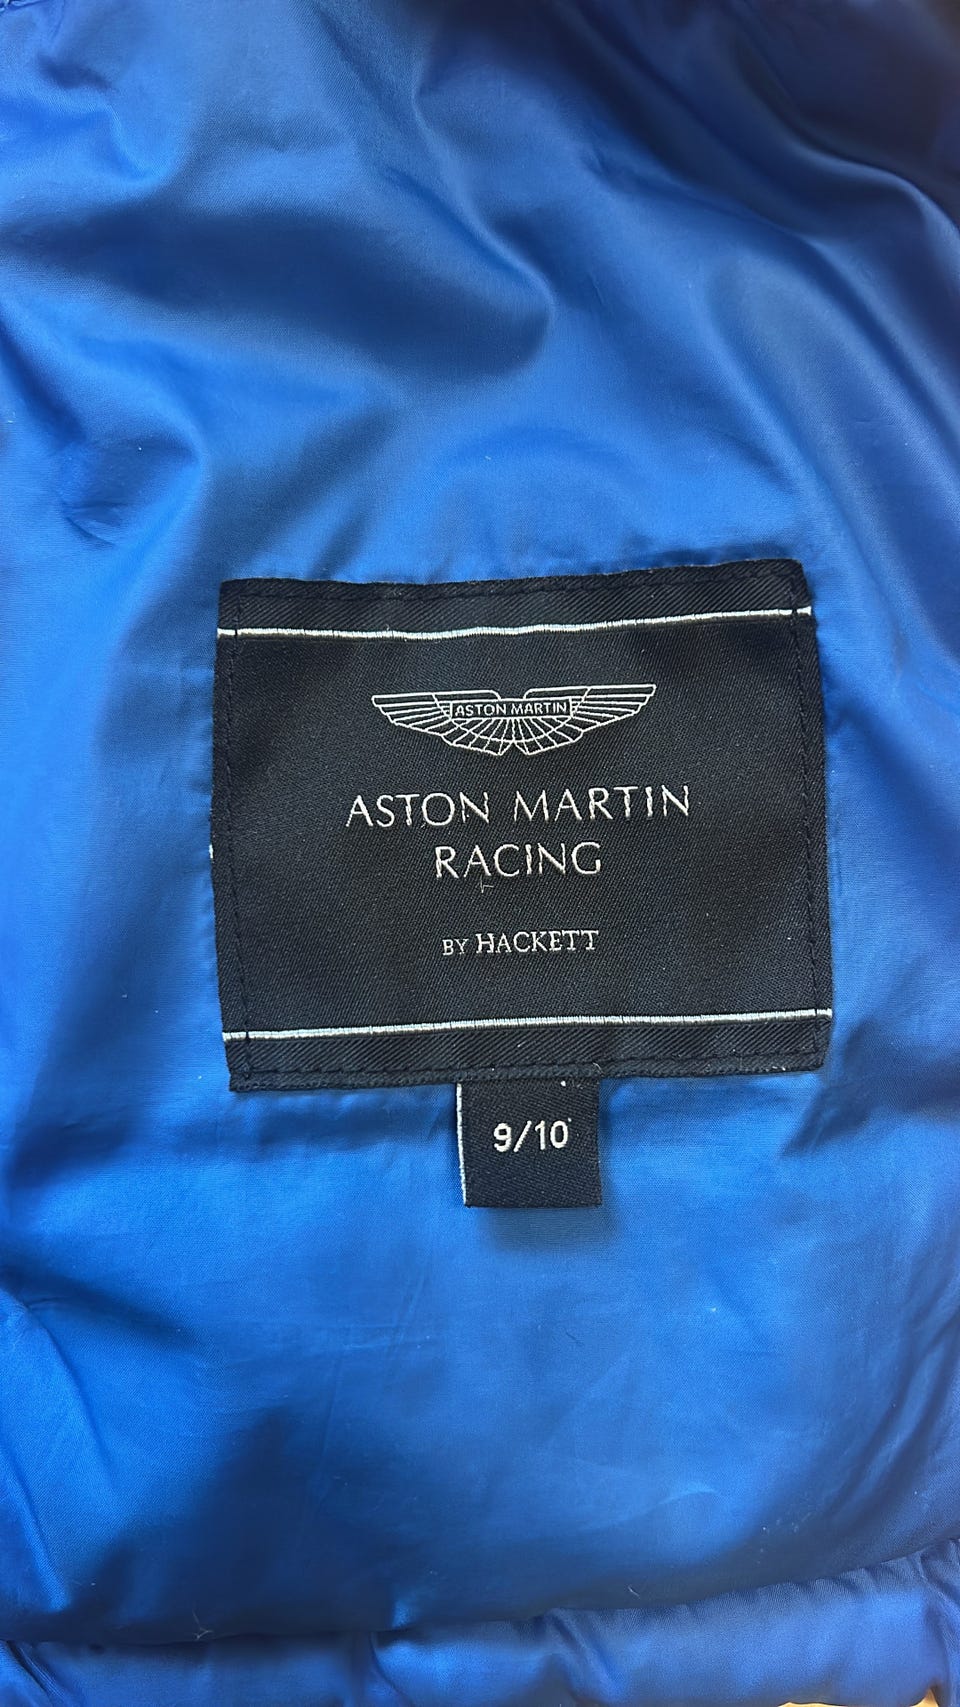 ASTON MARTIN
ASTON MARTIN
RACING
BY HACKETT
9/10